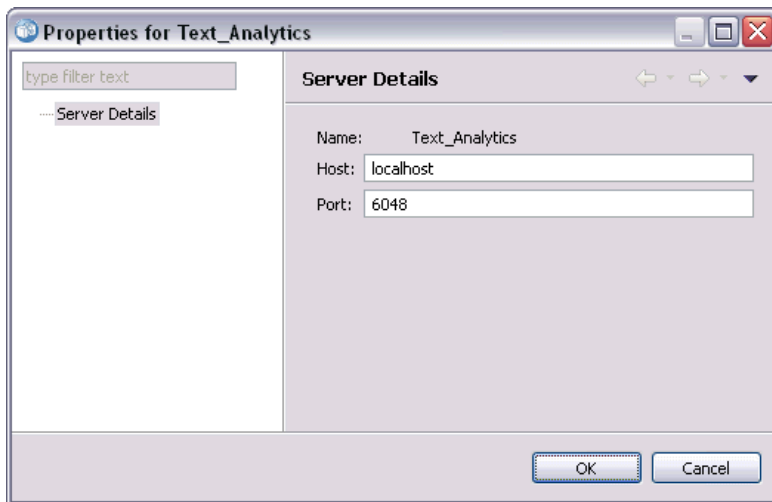 Properties for Text_Analytics
type filter text
Server Details
Server Details
Name: Text_Analytics
Host: localhost
Port: 6048
OK Cancel